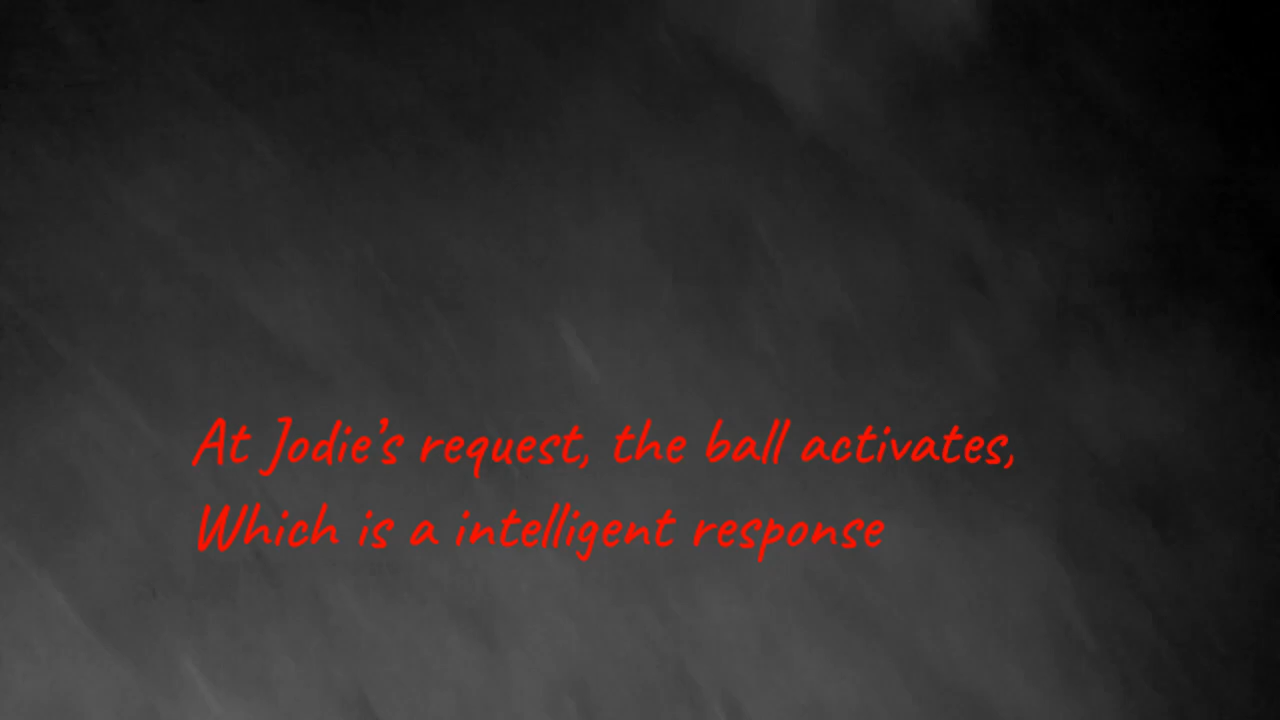 At Jodie’s request, the ball activates,
Which is a intelligent response